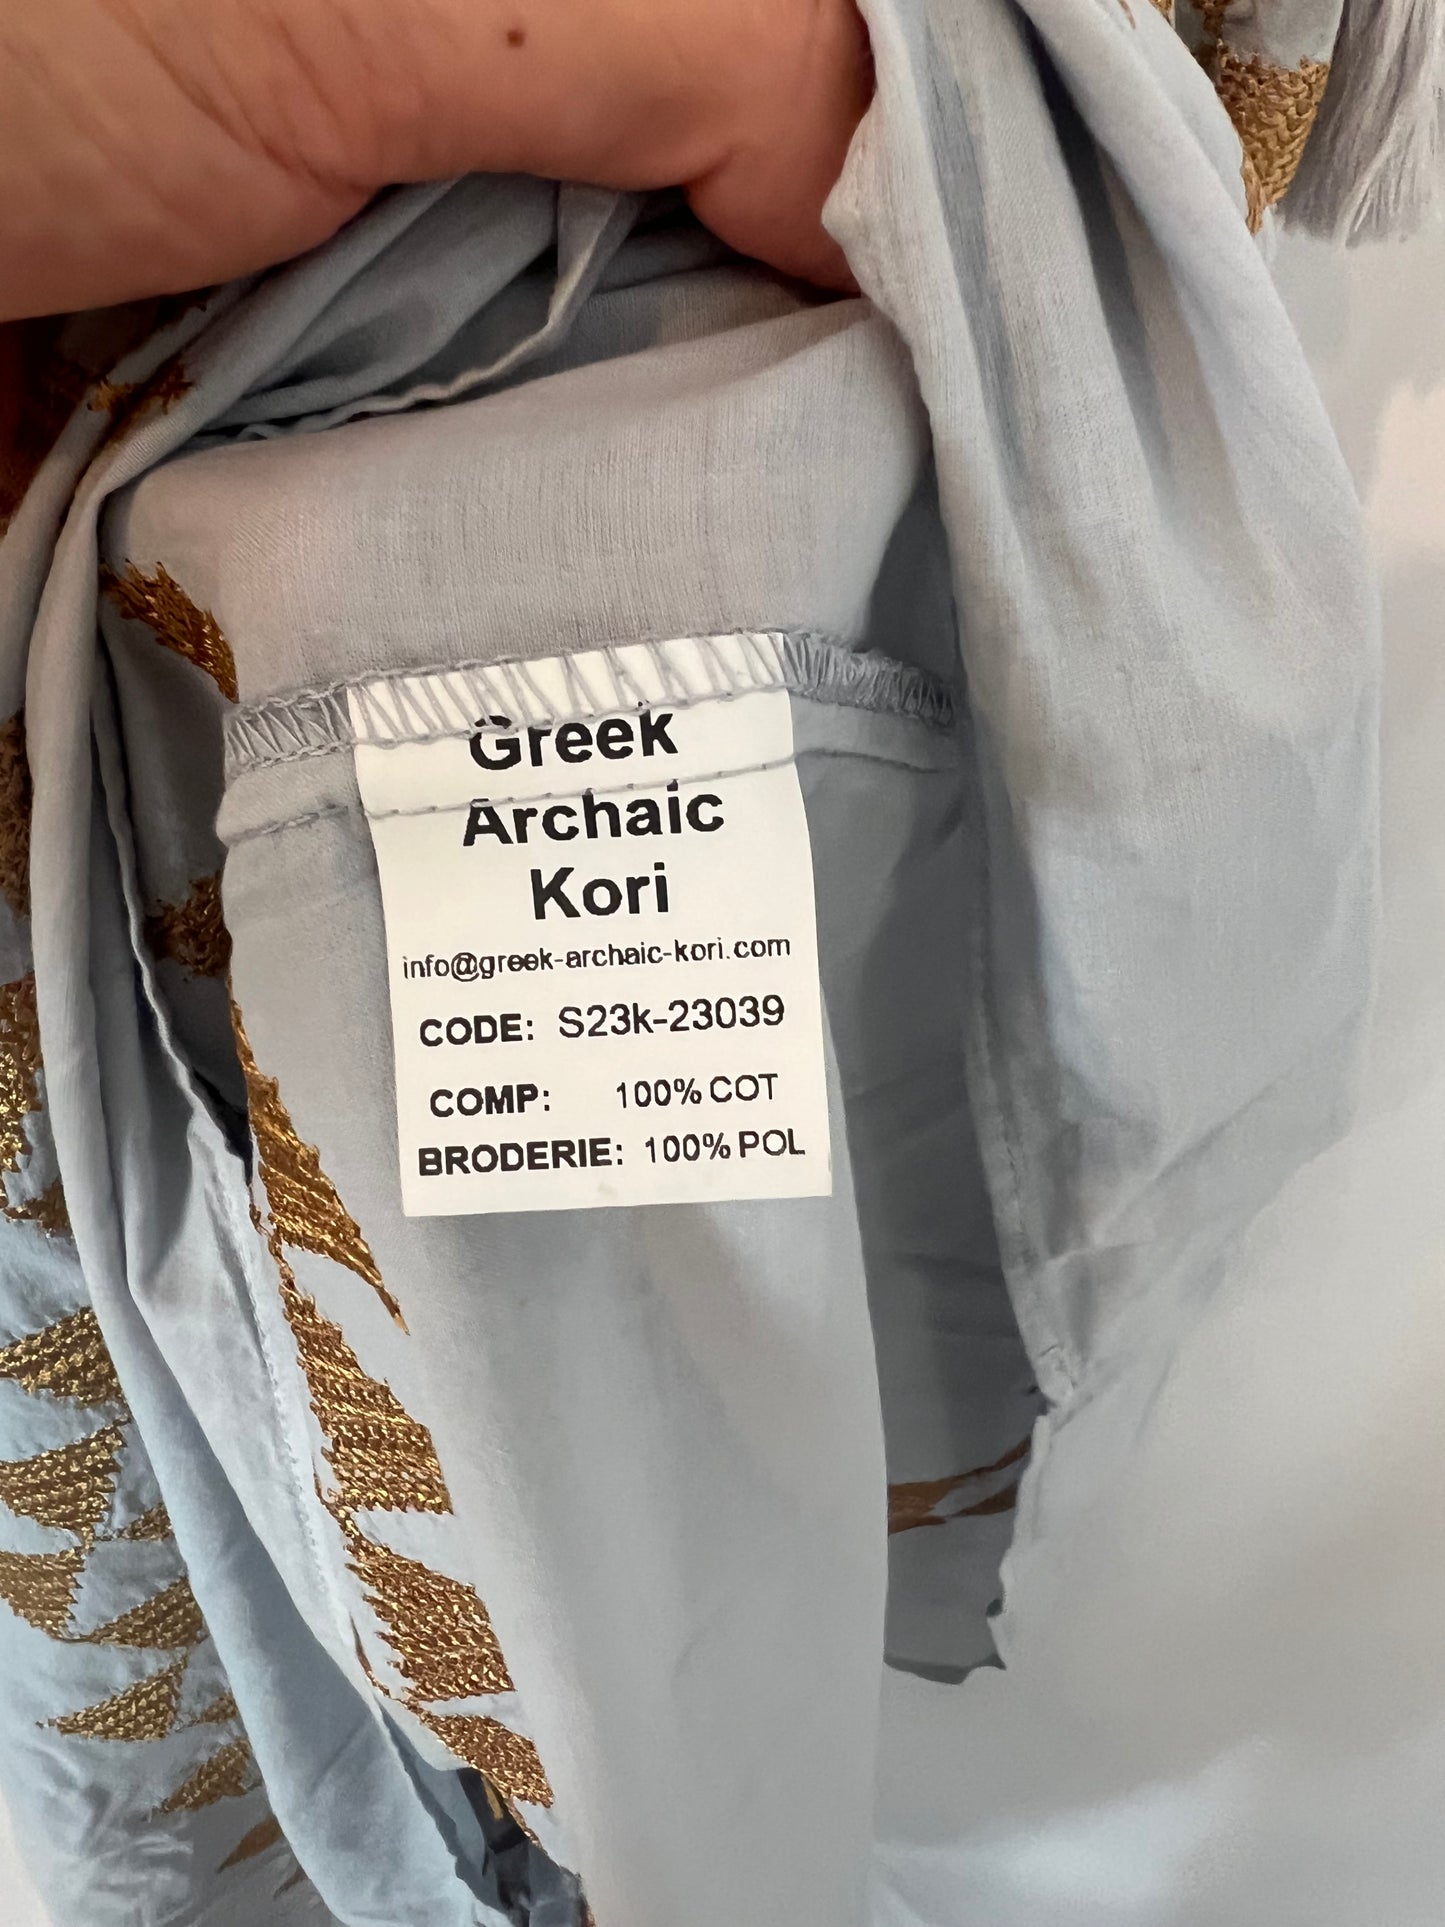 Greek
Archaic
Kori
info@greek-archaic-kori.com
CODE: S23k-23039
COMP: 100% COT
BRODERIE: 100% POL